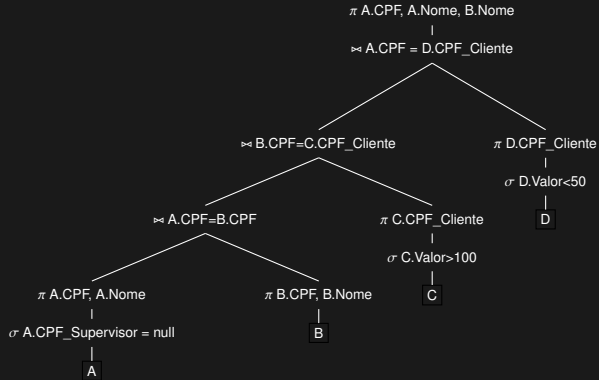 π A.CPF, A.Nome, B.Nome
⋈ A.CPF = D.CPF_Cliente
⋈ B.CPF=C.CPF_Cliente
π D.CPF_Cliente
σ D.Valor<50
D
⋈ A.CPF=B.CPF
π C.CPF_Cliente
σ C.Valor>100
C
π A.CPF, A.Nome
π B.CPF, B.Nome
σ A.CPF_Supervisor = null
B
A